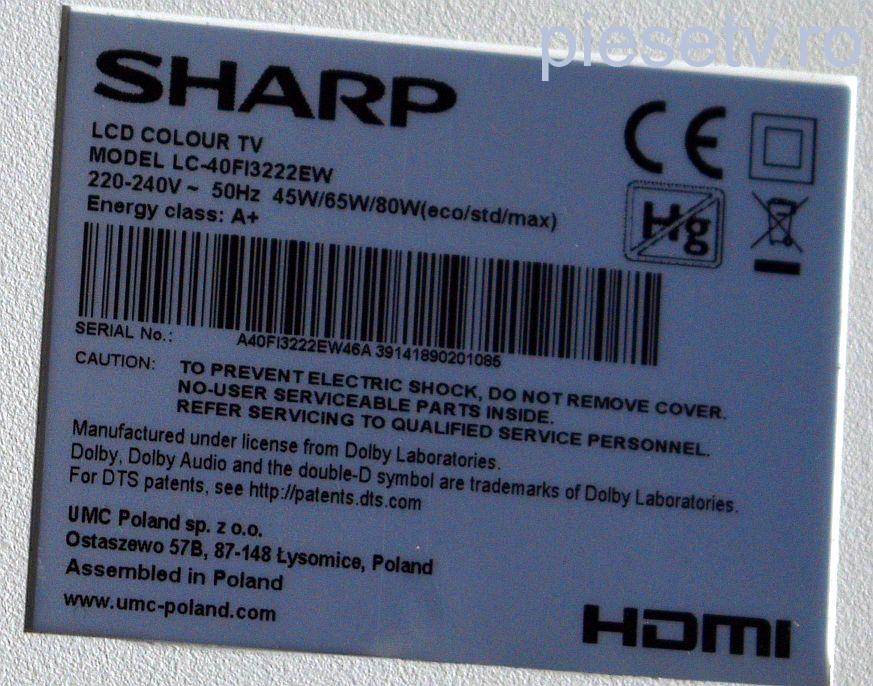 piesetv.ro
SHARP
LCD COLOUR TV
MODEL LC-40FI3222EW
220-240V ~ 50Hz 45W/65W/80W(eco/std/max)
Energy class: A+
CE
Hg
SERIAL No.: A40FI3222EW46A 39141890201085
CAUTION: TO PREVENT ELECTRIC SHOCK, DO NOT REMOVE COVER.
NO-USER SERVICEABLE PARTS INSIDE.
REFER SERVICING TO QUALIFIED SERVICE PERSONNEL.
Manufactured under license from Dolby Laboratories.
Dolby, Dolby Audio and the double-D symbol are trademarks of Dolby Laboratories.
For DTS patents, see http://patents.dts.com
UMC Poland sp. z o.o.
Ostaszewo 57B, 87-148 Łysomice, Poland
Assembled in Poland
www.umc-poland.com
HDMI